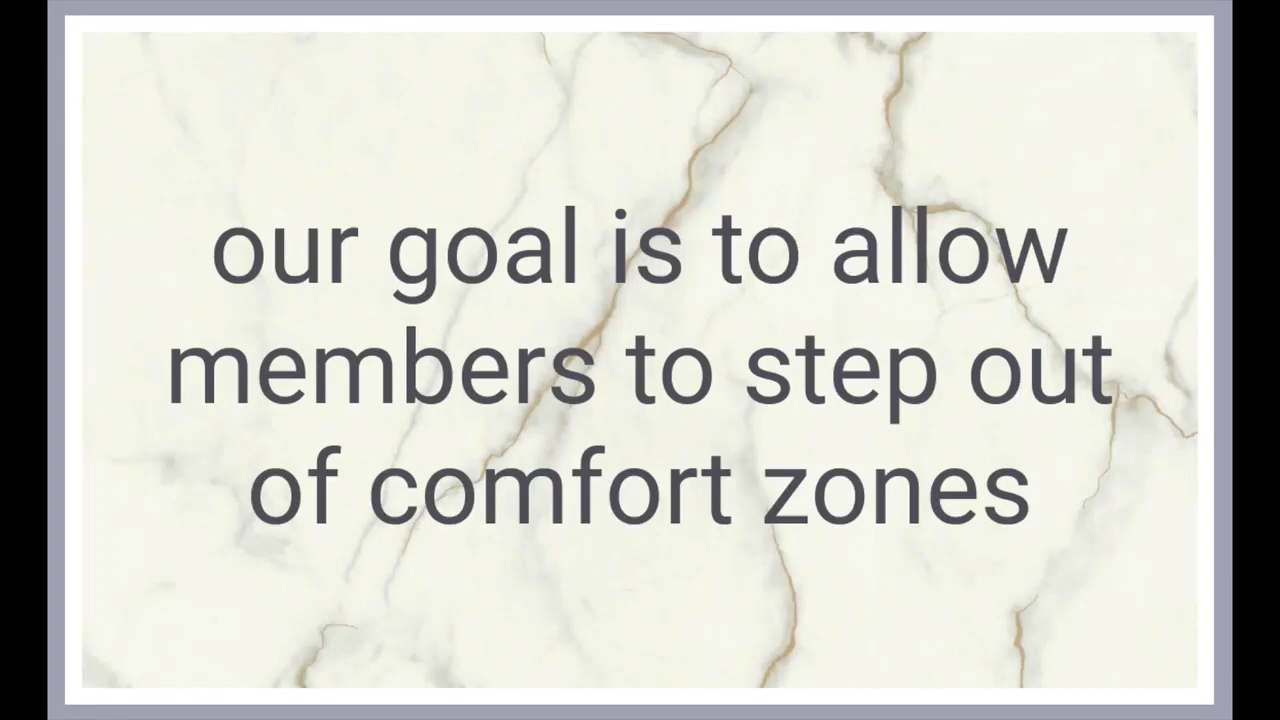 our goal is to allow
members to step out
of comfort zones